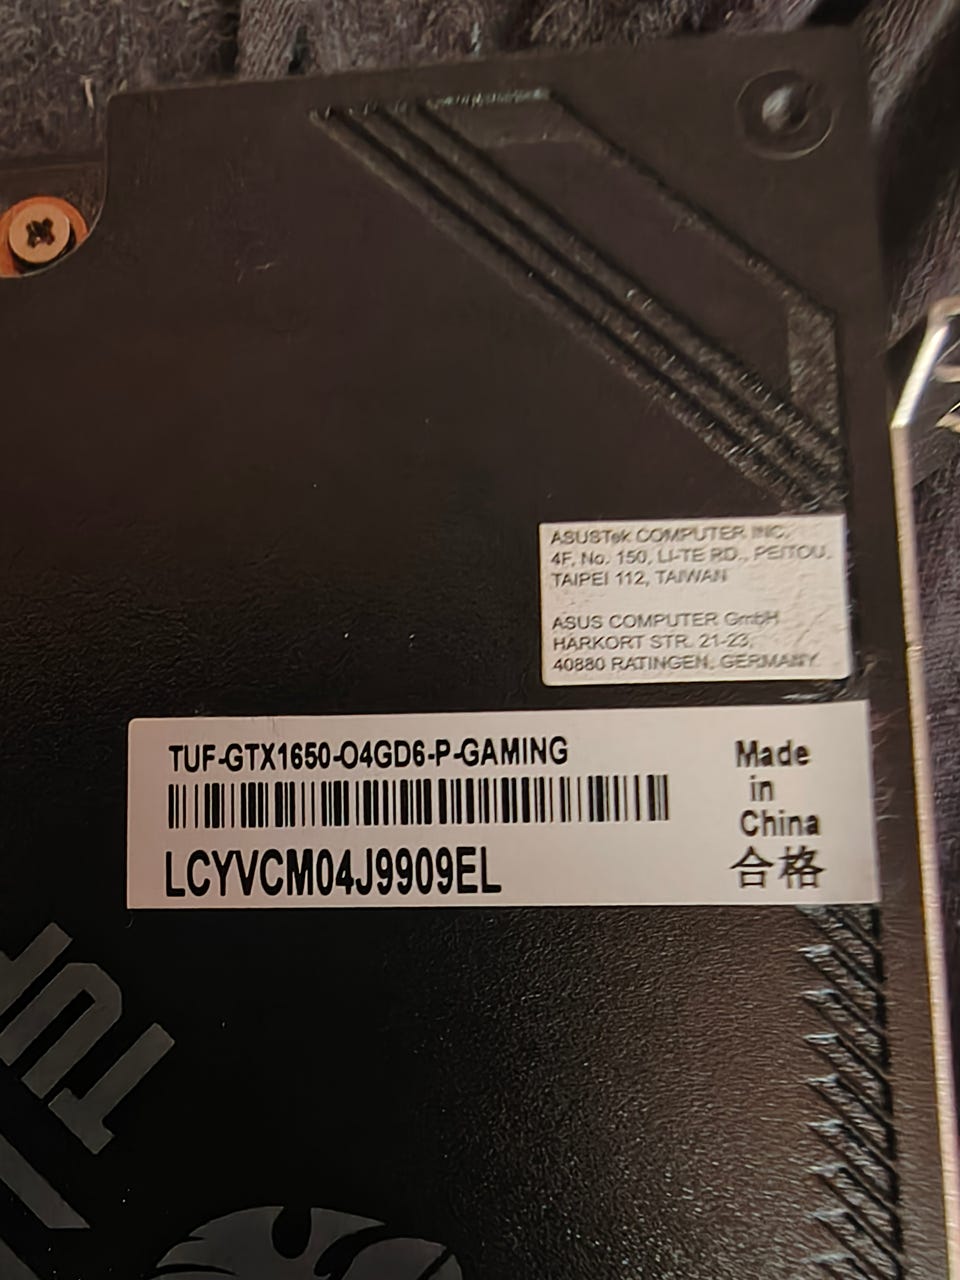 ASUSTek COMPUTER INC.
4F, No. 150, LI-TE RD., PEITOU,
TAIPEI 112, TAIWAN
ASUS COMPUTER GmbH
HARKORT STR. 21-23,
40880 RATINGEN, GERMANY
TUF-GTX1650-O4GD6-P-GAMING
LCYVCM04J9909EL
Made
in
China
合格
TUF